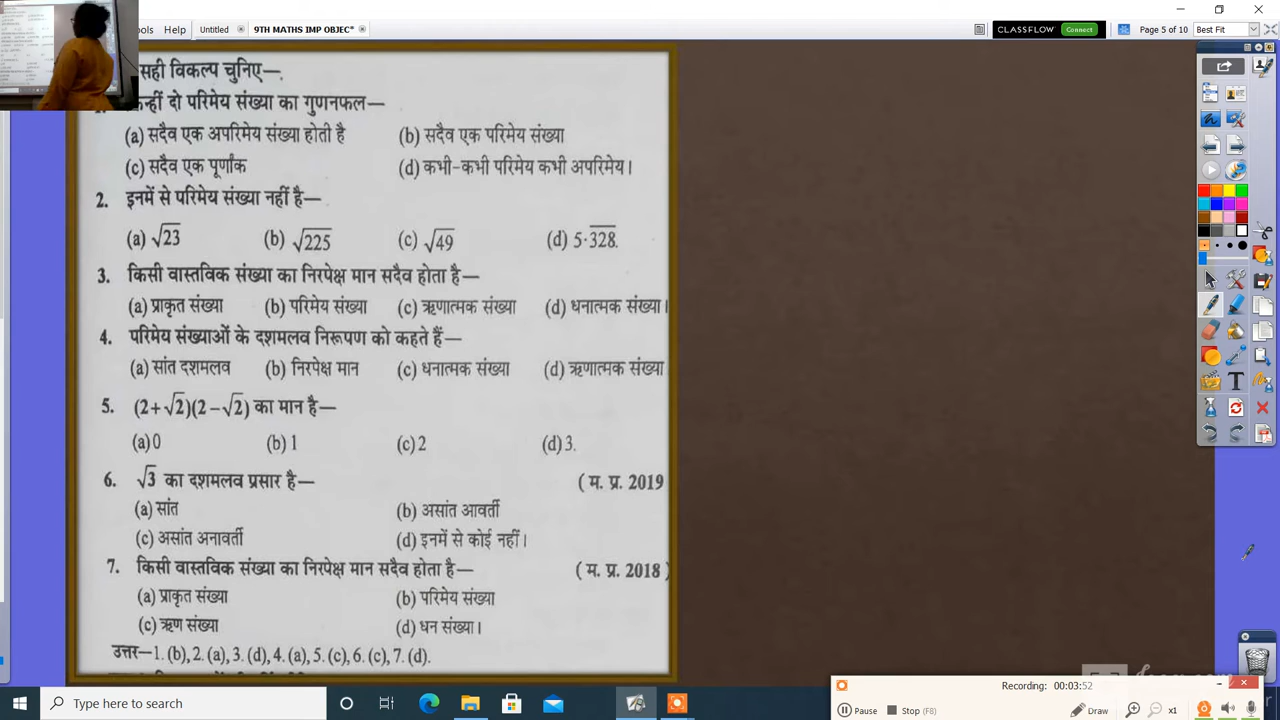 ools
Help
Untitled
9TH MATHS IMP OBJEC*
CLASSFLOW Connect
Page 5 of 10
Best Fit
चुनिए—
दो परिमेय संख्या का गुणनफल—
(a) सदैव एक अपरिमेय संख्या होती है (b) सदैव एक परिमेय संख्या
(c) सदैव एक पूर्णांक (d) कभी-कभी परिमेय कभी अपरिमेय।
2. इनमें से परिमेय संख्या नहीं है—
(a) √23 (b) √225 (c) √49 (d) 5·3̅2̅8̅.
3. किसी वास्तविक संख्या का निरपेक्ष मान सदैव होता है—
(a) प्राकृत संख्या (b) परिमेय संख्या (c) ऋणात्मक संख्या (d) धनात्मक संख्या।
4. परिमेय संख्याओं के दशमलव निरूपण को कहते हैं—
(a) सांत दशमलव (b) निरपेक्ष मान (c) धनात्मक संख्या (d) ऋणात्मक संख्या
5. (2+√2)(2−√2) का मान है—
(a) 0 (b) 1 (c) 2 (d) 3.
6. √3 का दशमलव प्रसार है— ( म. प्र. 2019
(a) सांत (b) असांत आवर्ती
(c) असांत अनावर्ती (d) इनमें से कोई नहीं।
7. किसी वास्तविक संख्या का निरपेक्ष मान सदैव होता है— ( म. प्र. 2018 )
(a) प्राकृत संख्या (b) परिमेय संख्या
(c) ऋण संख्या (d) धन संख्या।
उत्तर—1. (b), 2. (a), 3. (d), 4. (a), 5. (c), 6. (c), 7. (d).
Recording: 00:03:52
Pause Stop (F8) Draw x1
Type here to search